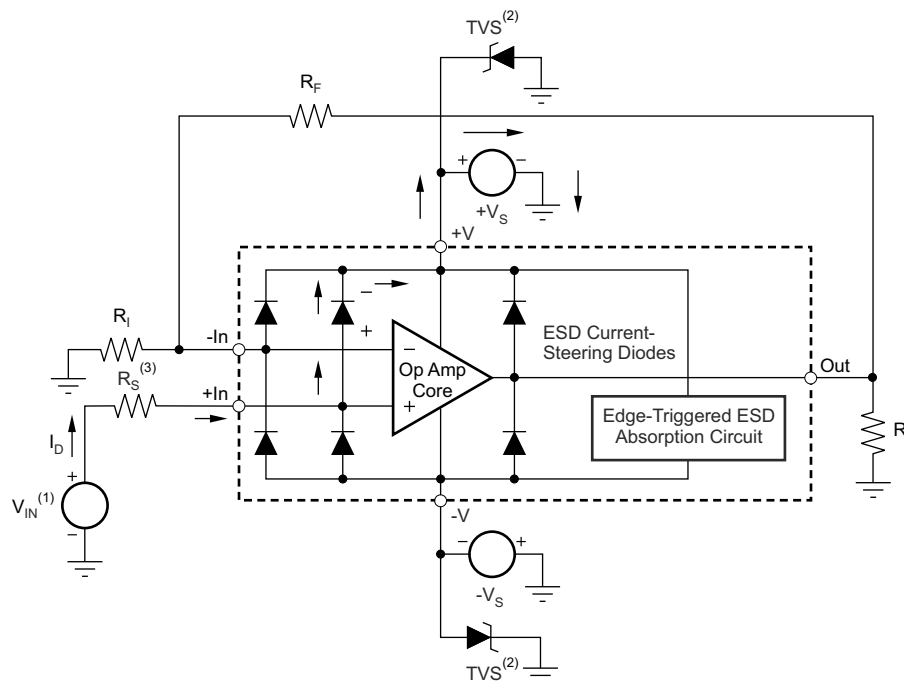 TVS(2)
RF
+ −
+VS
+V
−
+
RI
-In
−
ESD Current-
Steering Diodes
Op Amp
Core
Out
RS(3)
+In
+
Edge-Triggered ESD
Absorption Circuit
R
ID
+
VIN(1)
−
-V
− +
-VS
TVS(2)